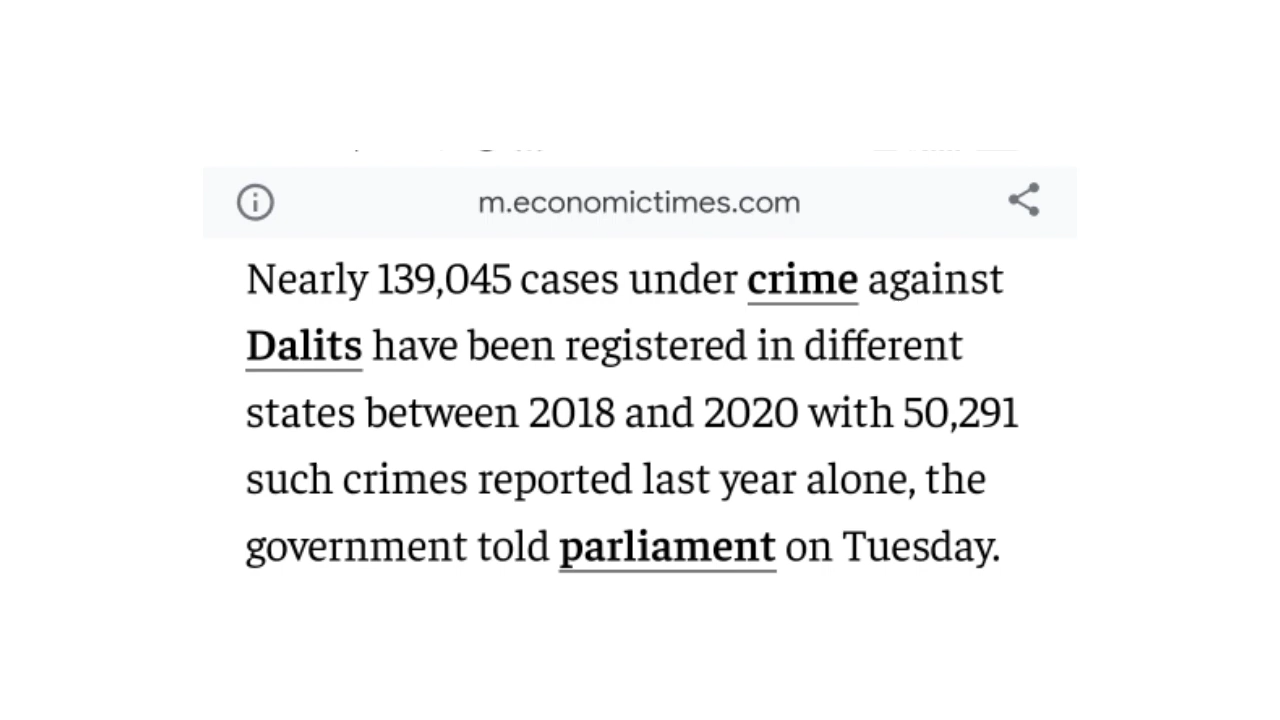 m.economictimes.com
Nearly 139,045 cases under crime against
Dalits have been registered in different
states between 2018 and 2020 with 50,291
such crimes reported last year alone, the
government told parliament on Tuesday.